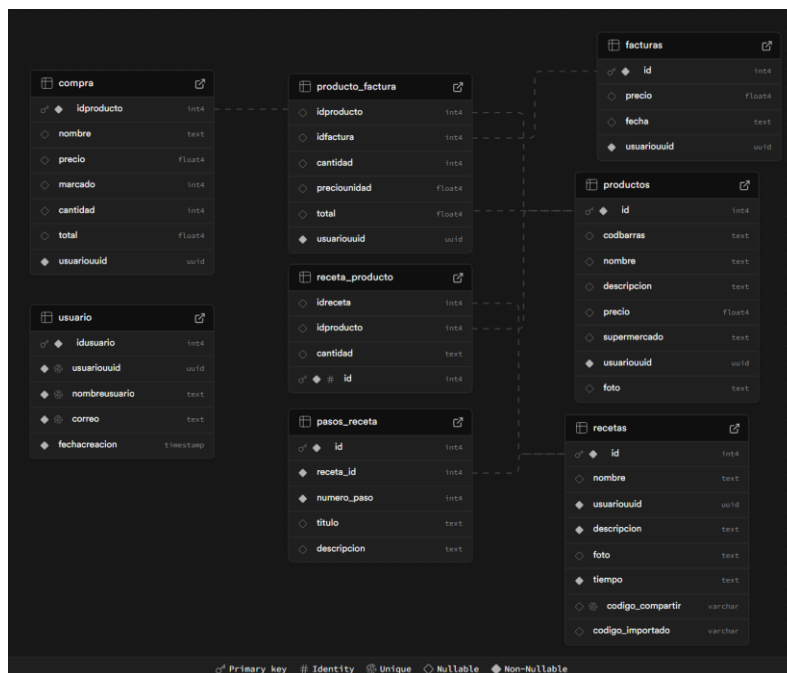 compra
idproducto int4
nombre text
precio float4
marcado int4
cantidad int4
total float4
usuariouuid uuid
usuario
idusuario int4
usuariouuid uuid
nombreusuario text
correo text
fechacreacion timestamp
producto_factura
idproducto int4
idfactura int4
cantidad int4
preciounidad float4
total float4
usuariouuid uuid
receta_producto
idreceta int4
idproducto int4
cantidad text
# id int4
pasos_receta
id int4
receta_id int4
numero_paso int4
titulo text
descripcion text
facturas
id int4
precio float4
fecha text
usuariouuid uuid
productos
id int4
codbarras text
nombre text
descripcion text
precio float4
supermercado text
usuariouuid uuid
foto text
recetas
id int4
nombre text
usuariouuid uuid
descripcion text
foto text
tiempo text
codigo_compartir varchar
codigo_importado varchar
Primary key # Identity Unique Nullable Non-Nullable